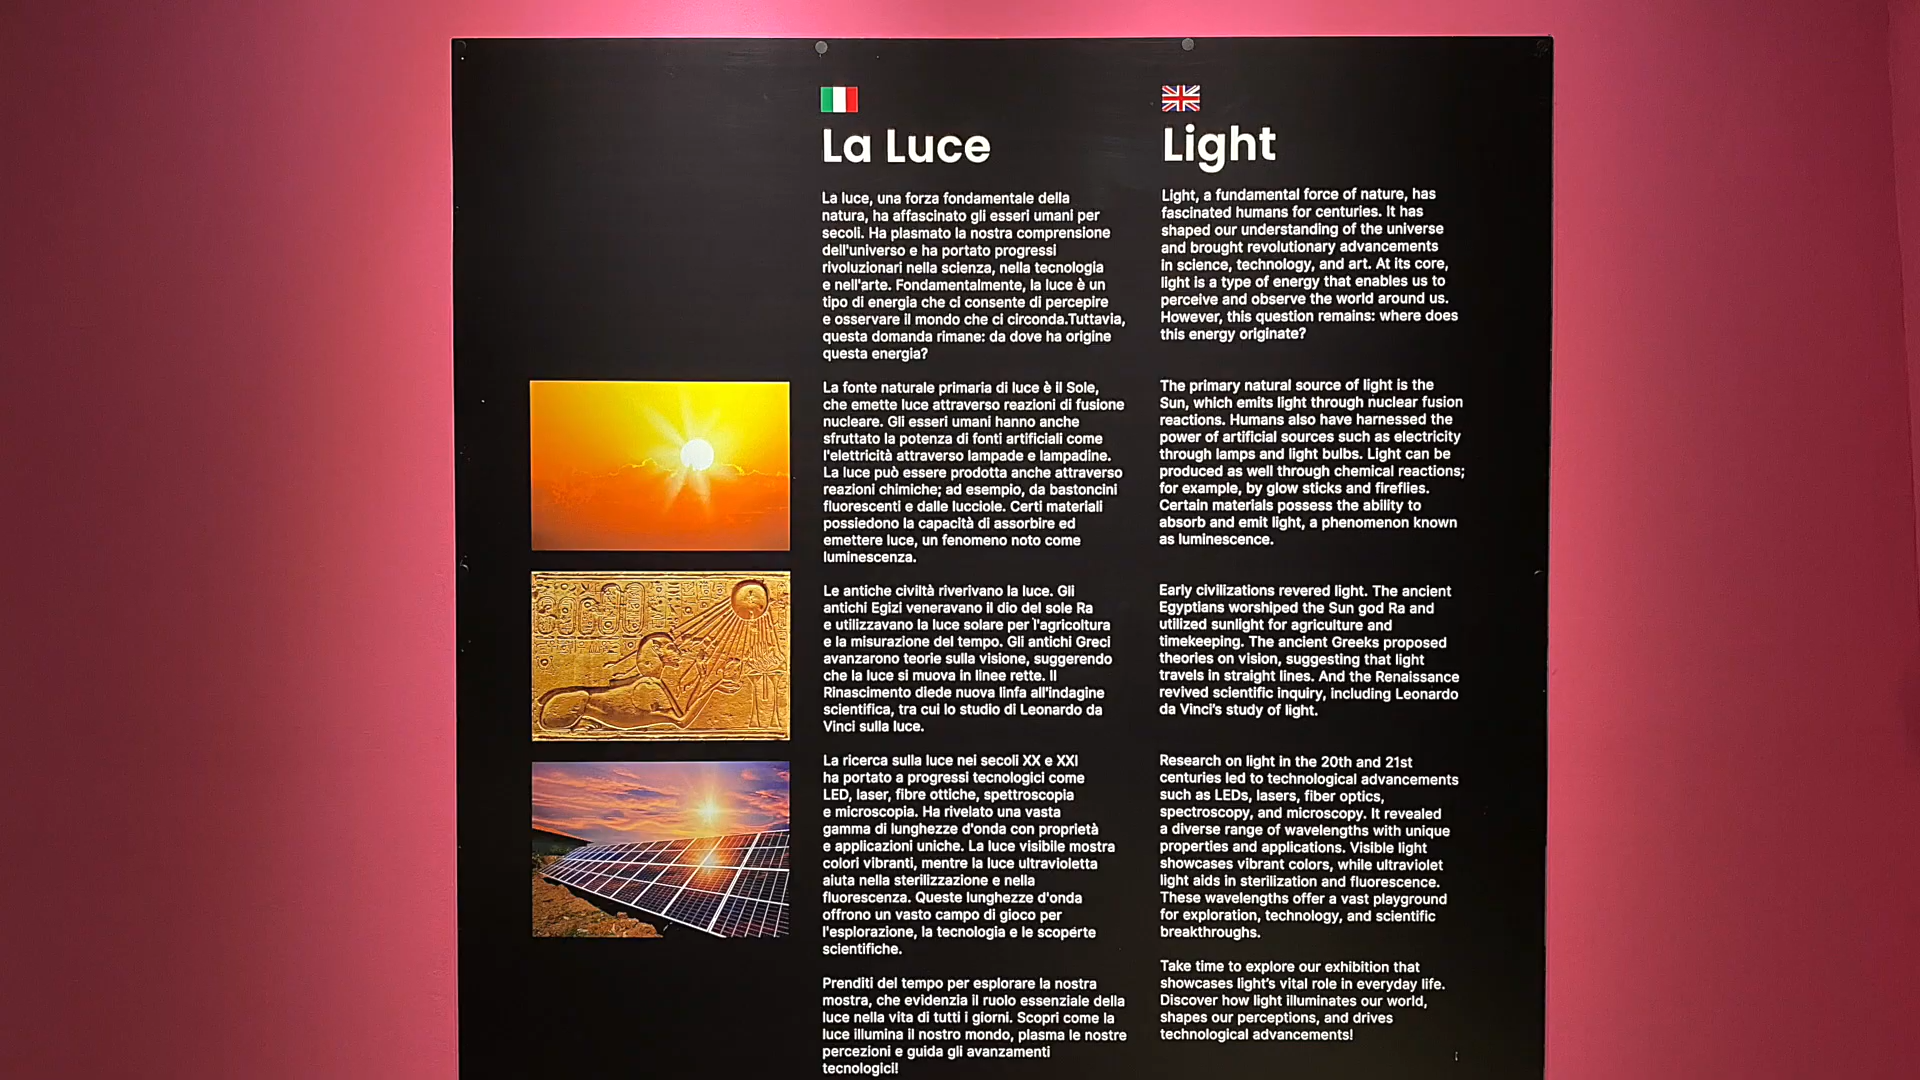 La Luce
La luce, una forza fondamentale della
natura, ha affascinato gli esseri umani per
secoli. Ha plasmato la nostra comprensione
dell'universo e ha portato progressi
rivoluzionari nella scienza, nella tecnologia
e nell'arte. Fondamentalmente, la luce è un
tipo di energia che ci consente di percepire
e osservare il mondo che ci circonda.Tuttavia,
questa domanda rimane: da dove ha origine
questa energia?
La fonte naturale primaria di luce è il Sole,
che emette luce attraverso reazioni di fusione
nucleare. Gli esseri umani hanno anche
sfruttato la potenza di fonti artificiali come
l'elettricità attraverso lampade e lampadine.
La luce può essere prodotta anche attraverso
reazioni chimiche; ad esempio, da bastoncini
fluorescenti e dalle lucciole. Certi materiali
possiedono la capacità di assorbire ed
emettere luce, un fenomeno noto come
luminescenza.
Le antiche civiltà riverivano la luce. Gli
antichi Egizi veneravano il dio del sole Ra
e utilizzavano la luce solare per l'agricoltura
e la misurazione del tempo. Gli antichi Greci
avanzarono teorie sulla visione, suggerendo
che la luce si muova in linee rette. Il
Rinascimento diede nuova linfa all'indagine
scientifica, tra cui lo studio di Leonardo da
Vinci sulla luce.
La ricerca sulla luce nei secoli XX e XXI
ha portato a progressi tecnologici come
LED, laser, fibre ottiche, spettroscopia
e microscopia. Ha rivelato una vasta
gamma di lunghezze d'onda con proprietà
e applicazioni uniche. La luce visibile mostra
colori vibranti, mentre la luce ultravioletta
aiuta nella sterilizzazione e nella
fluorescenza. Queste lunghezze d'onda
offrono un vasto campo di gioco per
l'esplorazione, la tecnologia e le scoperte
scientifiche.
Prenditi del tempo per esplorare la nostra
mostra, che evidenzia il ruolo essenziale della
luce nella vita di tutti i giorni. Scopri come la
luce illumina il nostro mondo, plasma le nostre
percezioni e guida gli avanzamenti
tecnologici!
Light
Light, a fundamental force of nature, has
fascinated humans for centuries. It has
shaped our understanding of the universe
and brought revolutionary advancements
in science, technology, and art. At its core,
light is a type of energy that enables us to
perceive and observe the world around us.
However, this question remains: where does
this energy originate?
The primary natural source of light is the
Sun, which emits light through nuclear fusion
reactions. Humans also have harnessed the
power of artificial sources such as electricity
through lamps and light bulbs. Light can be
produced as well through chemical reactions;
for example, by glow sticks and fireflies.
Certain materials possess the ability to
absorb and emit light, a phenomenon known
as luminescence.
Early civilizations revered light. The ancient
Egyptians worshiped the Sun god Ra and
utilized sunlight for agriculture and
timekeeping. The ancient Greeks proposed
theories on vision, suggesting that light
travels in straight lines. And the Renaissance
revived scientific inquiry, including Leonardo
da Vinci's study of light.
Research on light in the 20th and 21st
centuries led to technological advancements
such as LEDs, lasers, fiber optics,
spectroscopy, and microscopy. It revealed
a diverse range of wavelengths with unique
properties and applications. Visible light
showcases vibrant colors, while ultraviolet
light aids in sterilization and fluorescence.
These wavelengths offer a vast playground
for exploration, technology, and scientific
breakthroughs.
Take time to explore our exhibition that
showcases light's vital role in everyday life.
Discover how light illuminates our world,
shapes our perceptions, and drives
technological advancements!